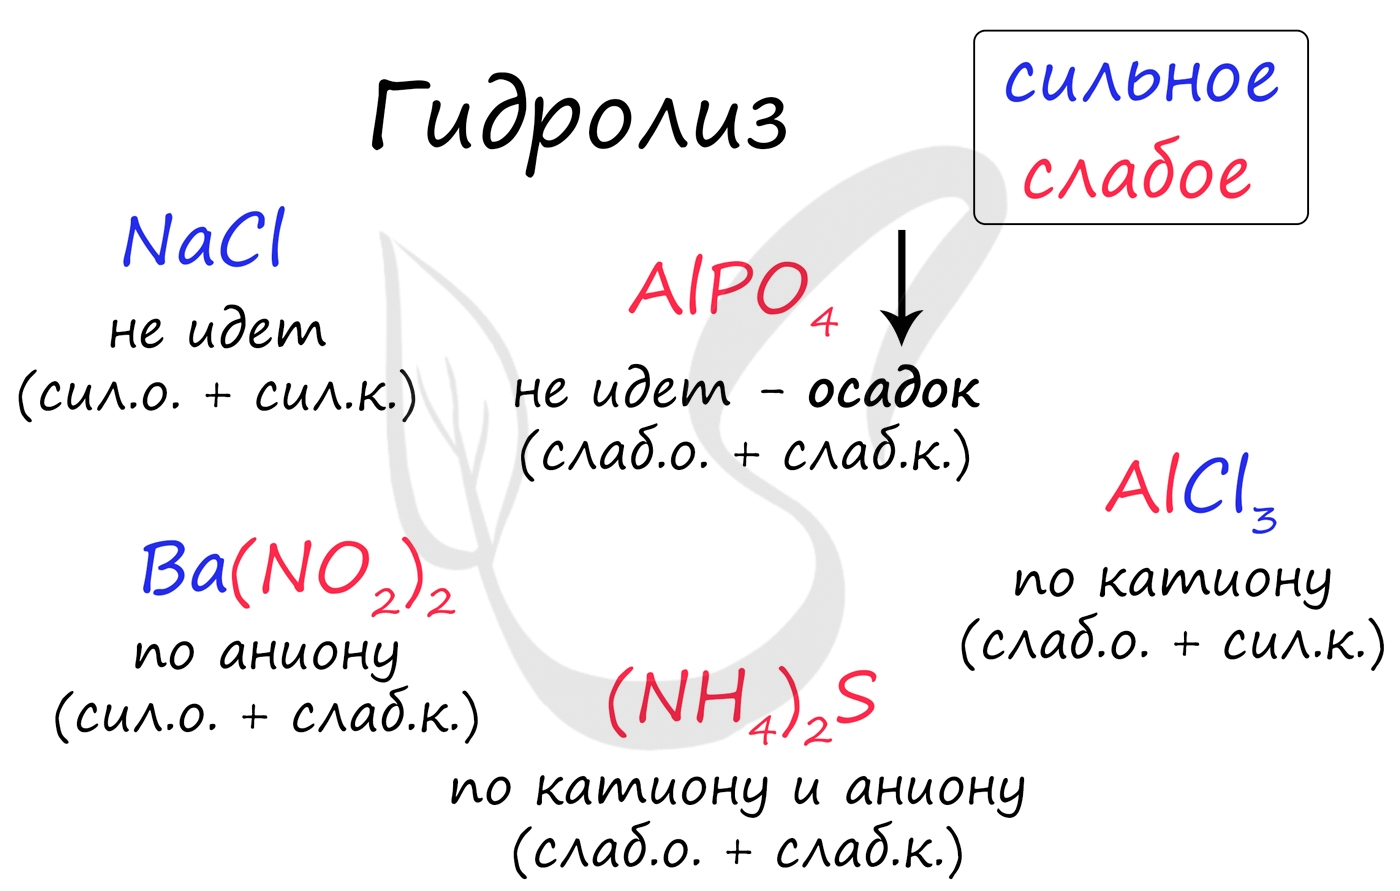 Гидролиз
сильное
слабое
NaCl
не идет
(сил.о. + сил.к.)
AlPO₄
не идет – осадок
(слаб.о. + слаб.к.)
AlCl₃
по катиону
(слаб.о. + сил.к.)
Ba(NO₂)₂
по аниону
(сил.о. + слаб.к.)
(NH₄)₂S
по катиону и аниону
(слаб.о. + слаб.к.)